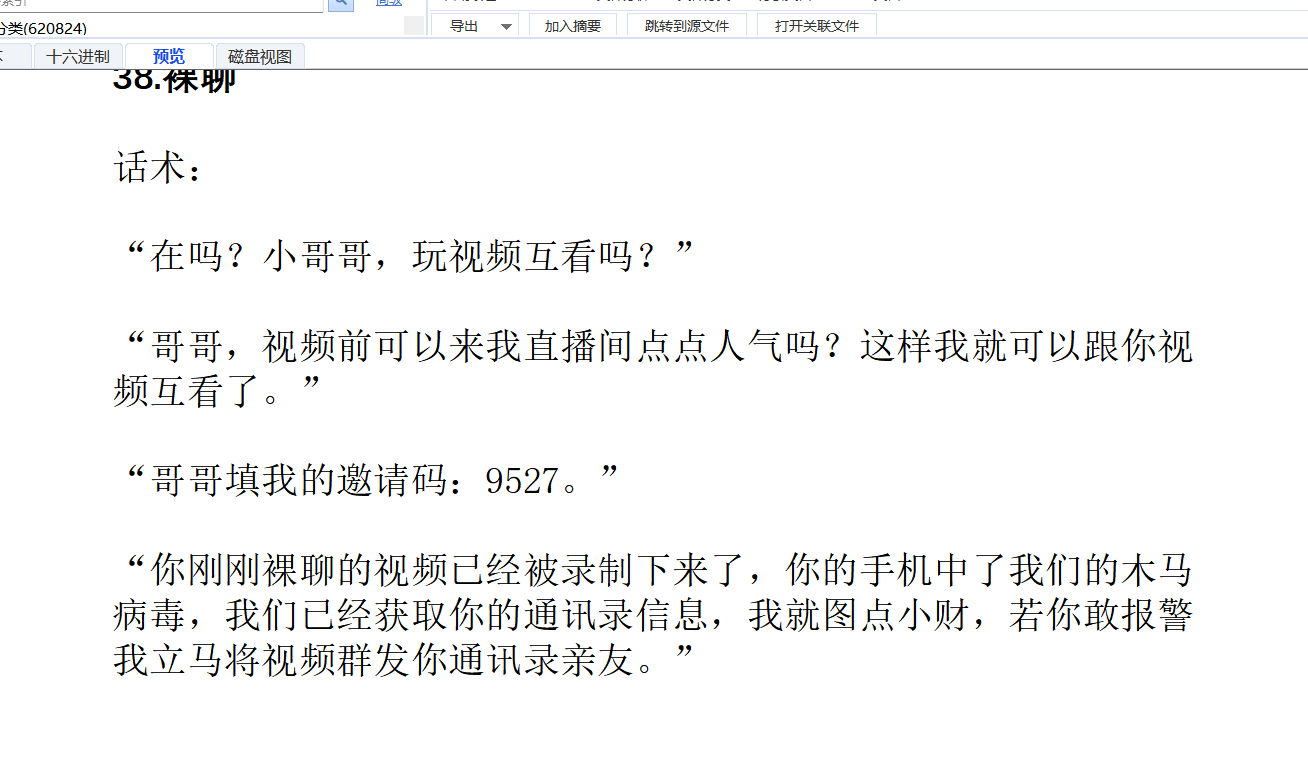 高级
分类(620824)
导出
加入摘要
跳转到源文件
打开关联文件
十六进制
预览
磁盘视图
38.裸聊
话术：
“在吗？小哥哥，玩视频互看吗？”
“哥哥，视频前可以来我直播间点点人气吗？这样我就可以跟你视
频互看了。”
“哥哥填我的邀请码：9527。”
“你刚刚裸聊的视频已经被录制下来了，你的手机中了我们的木马
病毒，我们已经获取你的通讯录信息，我就图点小财，若你敢报警
我立马将视频群发你通讯录亲友。”